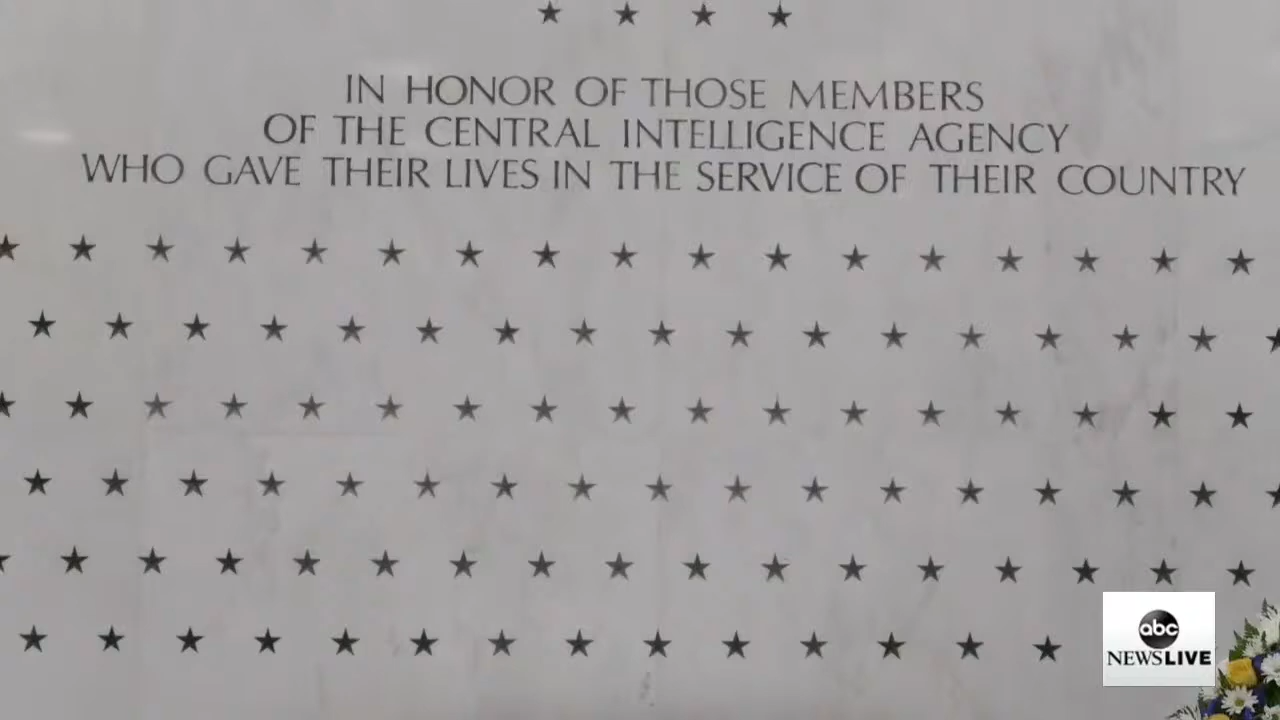 IN HONOR OF THOSE MEMBERS
OF THE CENTRAL INTELLIGENCE AGENCY
WHO GAVE THEIR LIVES IN THE SERVICE OF THEIR COUNTRY
abc
NEWSLIVE